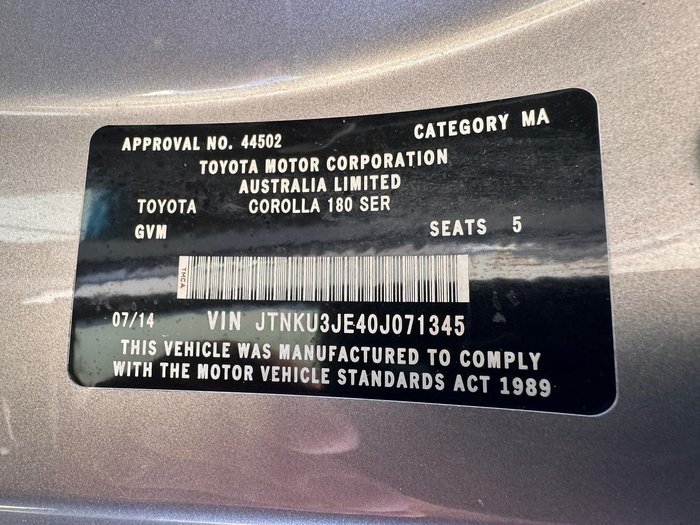 APPROVAL NO. 44502 CATEGORY MA
TOYOTA MOTOR CORPORATION
AUSTRALIA LIMITED
TOYOTA COROLLA 180 SER
GVM SEATS 5
TMCA
07/14 VIN JTNKU3JE40J071345
THIS VEHICLE WAS MANUFACTURED TO COMPLY
WITH THE MOTOR VEHICLE STANDARDS ACT 1989